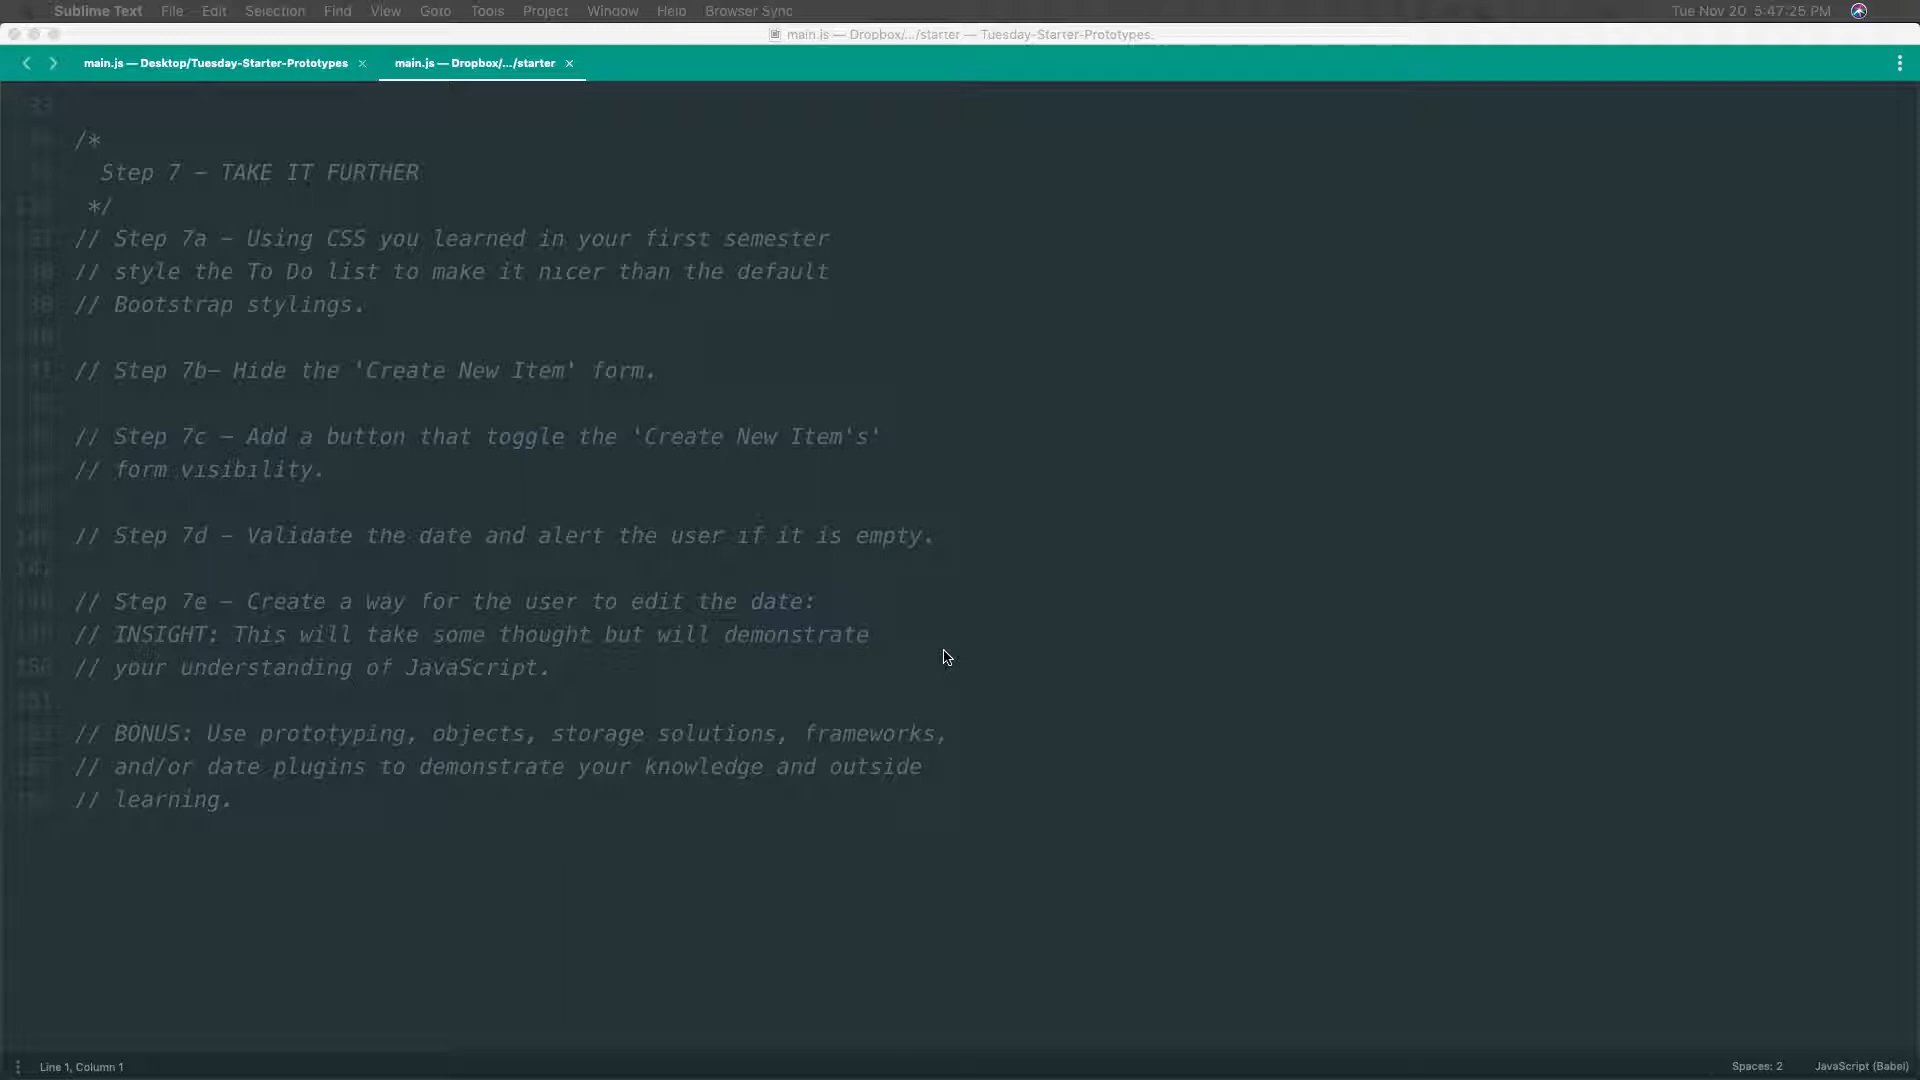 Sublime Text File Edit Selection Find View Goto Tools Project Window Help Browser Sync Tue Nov 20 5:47:25 PM
main.js — Dropbox/.../starter — Tuesday-Starter-Prototypes
main.js — Desktop/Tuesday-Starter-Prototypes × main.js — Dropbox/.../starter ×
/*
Step 7 – TAKE IT FURTHER
*/
// Step 7a – Using CSS you learned in your first semester
// style the To Do list to make it nicer than the default
// Bootstrap stylings.
// Step 7b– Hide the 'Create New Item' form.
// Step 7c – Add a button that toggle the 'Create New Item's'
// form visibility.
// Step 7d – Validate the date and alert the user if it is empty.
// Step 7e – Create a way for the user to edit the date:
// INSIGHT: This will take some thought but will demonstrate
// your understanding of JavaScript.
// BONUS: Use prototyping, objects, storage solutions, frameworks,
// and/or date plugins to demonstrate your knowledge and outside
// learning.
Line 1, Column 1 Spaces: 2 JavaScript (Babel)